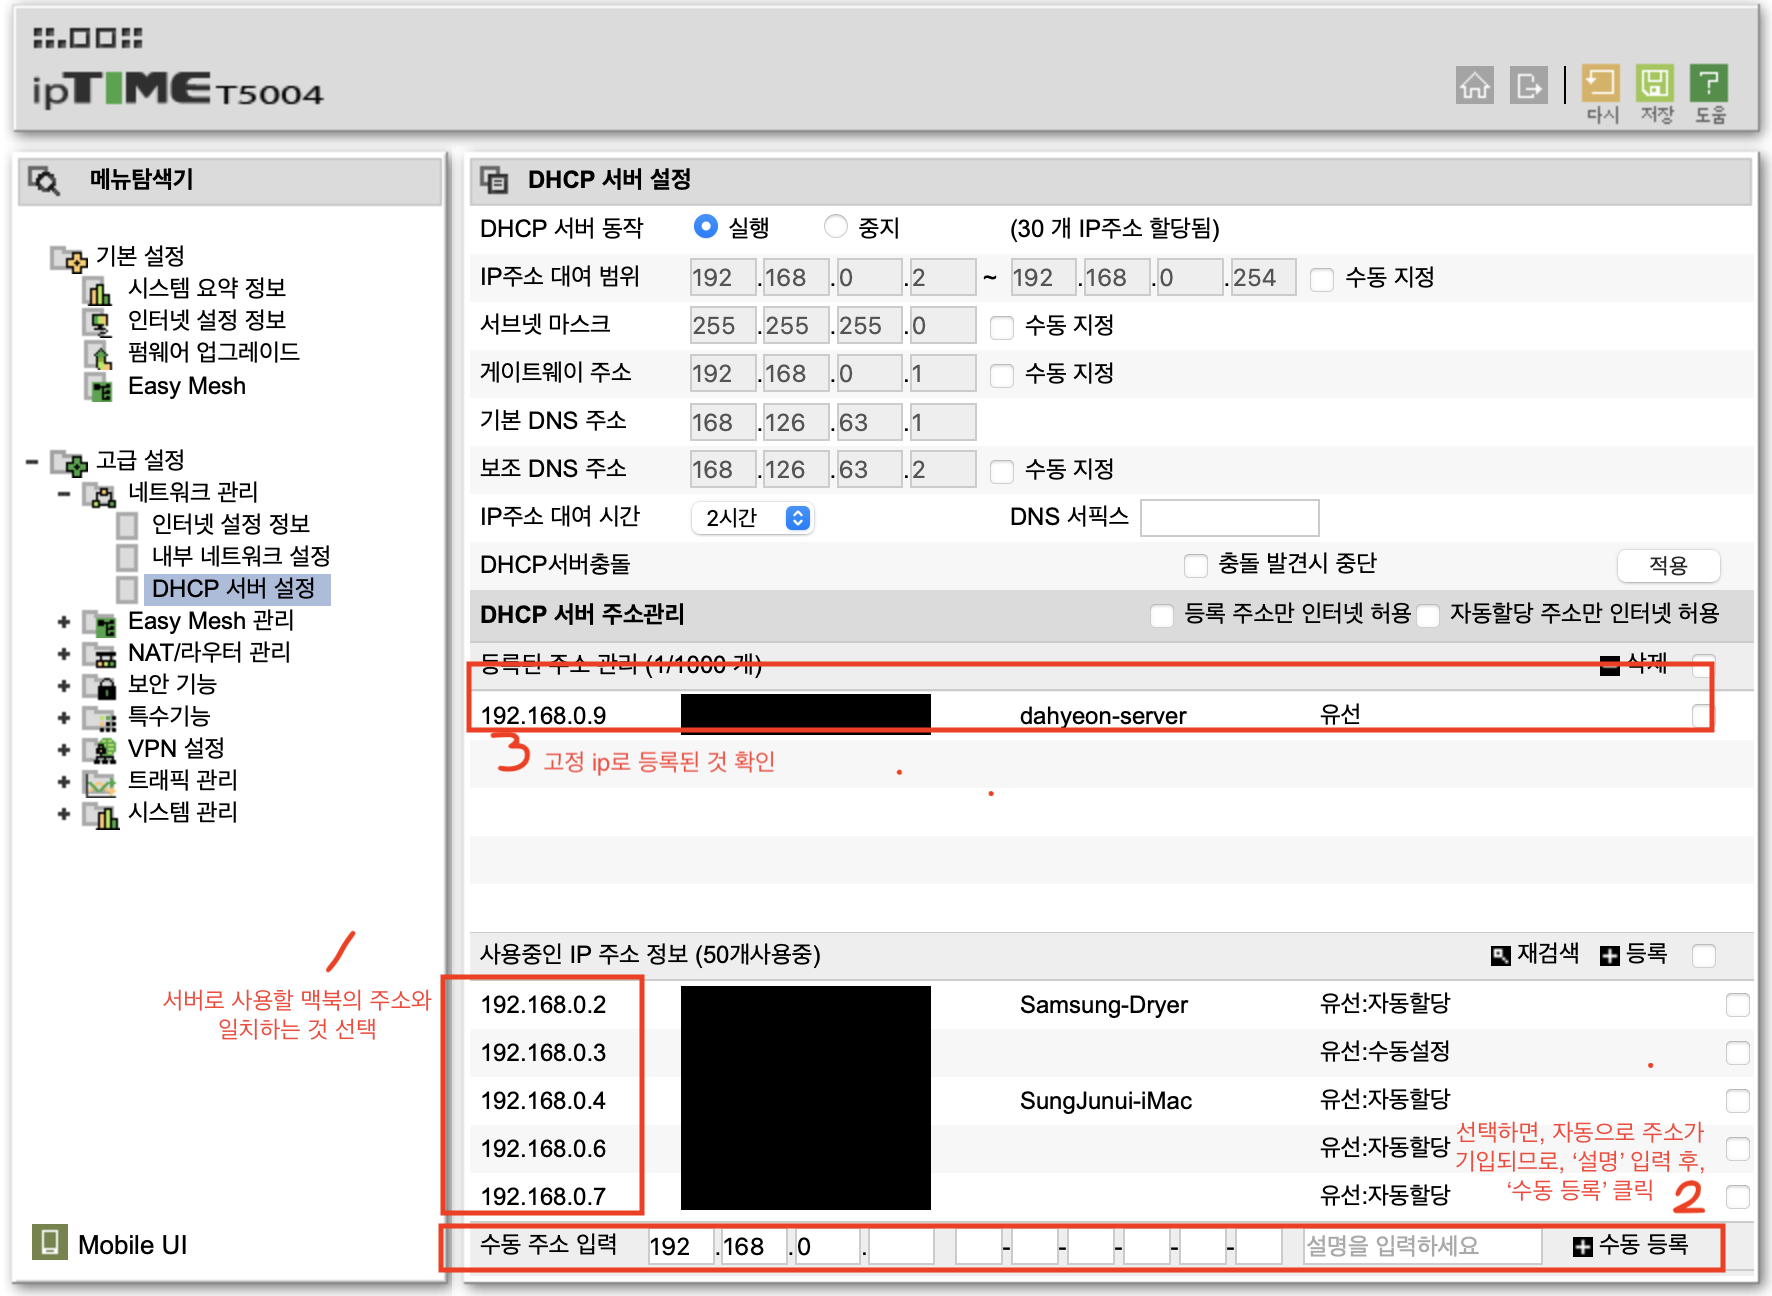 ipTIME T5004
다시 저장 도움
메뉴탐색기
기본 설정
시스템 요약 정보
인터넷 설정 정보
펌웨어 업그레이드
Easy Mesh
고급 설정
네트워크 관리
인터넷 설정 정보
내부 네트워크 설정
DHCP 서버 설정
Easy Mesh 관리
NAT/라우터 관리
보안 기능
특수기능
VPN 설정
트래픽 관리
시스템 관리
1
서버로 사용할 맥북의 주소와
일치하는 것 선택
Mobile UI
DHCP 서버 설정
DHCP 서버 동작 실행 중지 (30 개 IP주소 할당됨)
IP주소 대여 범위 192 .168 .0 .2 ~ 192 .168 .0 .254 수동 지정
서브넷 마스크 255 .255 .255 .0 수동 지정
게이트웨이 주소 192 .168 .0 .1 수동 지정
기본 DNS 주소 168 .126 .63 .1
보조 DNS 주소 168 .126 .63 .2 수동 지정
IP주소 대여 시간 2시간 DNS 서픽스
DHCP서버충돌 충돌 발견시 중단 적용
DHCP 서버 주소관리 등록 주소만 인터넷 허용 자동할당 주소만 인터넷 허용
등록된 주소 관리 (1/1000 개) 삭제
192.168.0.9 dahyeon-server 유선
3 고정 ip로 등록된 것 확인
사용중인 IP 주소 정보 (50개사용중) 재검색 등록
192.168.0.2 Samsung-Dryer 유선:자동할당
192.168.0.3 유선:수동설정
192.168.0.4 SungJunui-iMac 유선:자동할당
192.168.0.6 유선:자동할당
192.168.0.7 유선:자동할당
선택하면, 자동으로 주소가
기입되므로, ‘설명’ 입력 후,
‘수동 등록’ 클릭 2
수동 주소 입력 192 .168 .0 . - - - - - 설명을 입력하세요 수동 등록